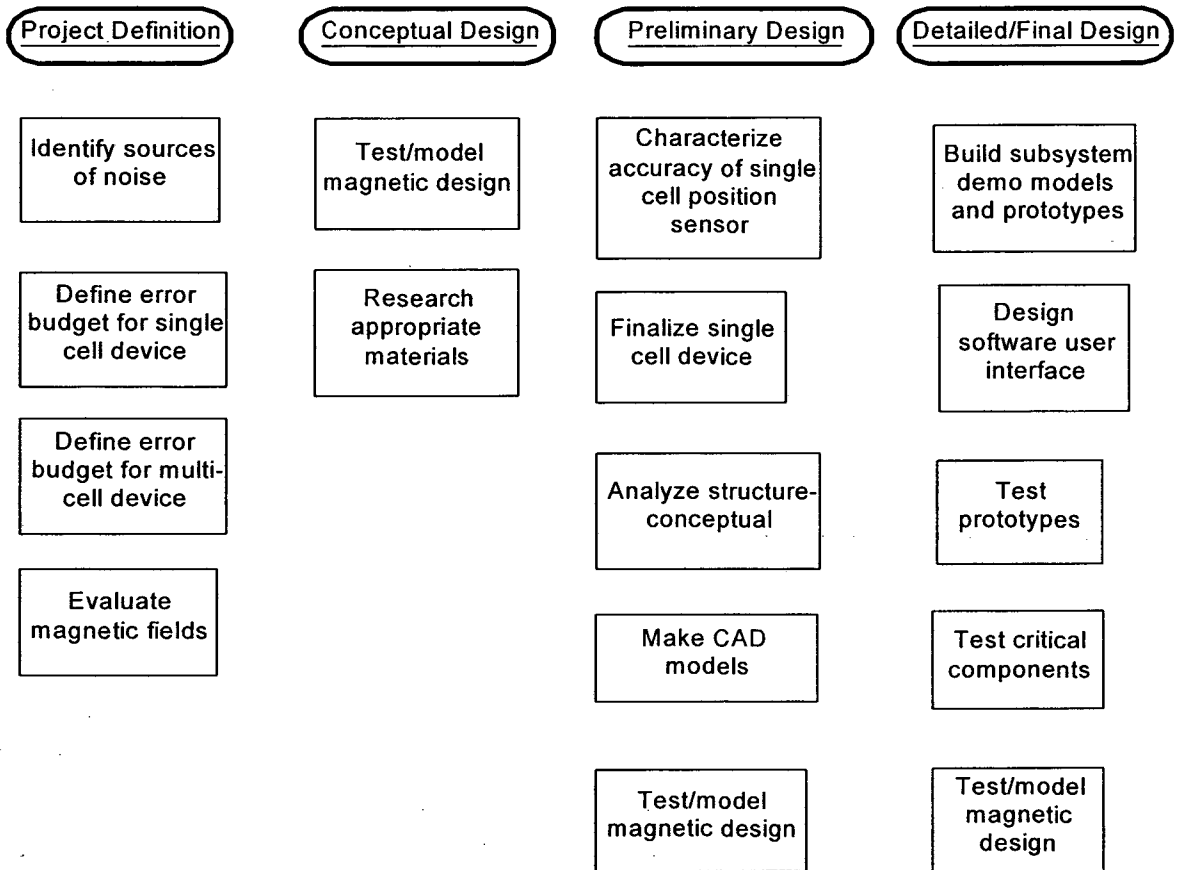 Project Definition
Identify sources
of noise
Define error
budget for single
cell device
Define error
budget for multi-
cell device
Evaluate
magnetic fields
Conceptual Design
Test/model
magnetic design
Research
appropriate
materials
Preliminary Design
Characterize
accuracy of single
cell position
sensor
Finalize single
cell device
Analyze structure-
conceptual
Make CAD
models
Test/model
magnetic design
Detailed/Final Design
Build subsystem
demo models
and prototypes
Design
software user
interface
Test
prototypes
Test critical
components
Test/model
magnetic
design